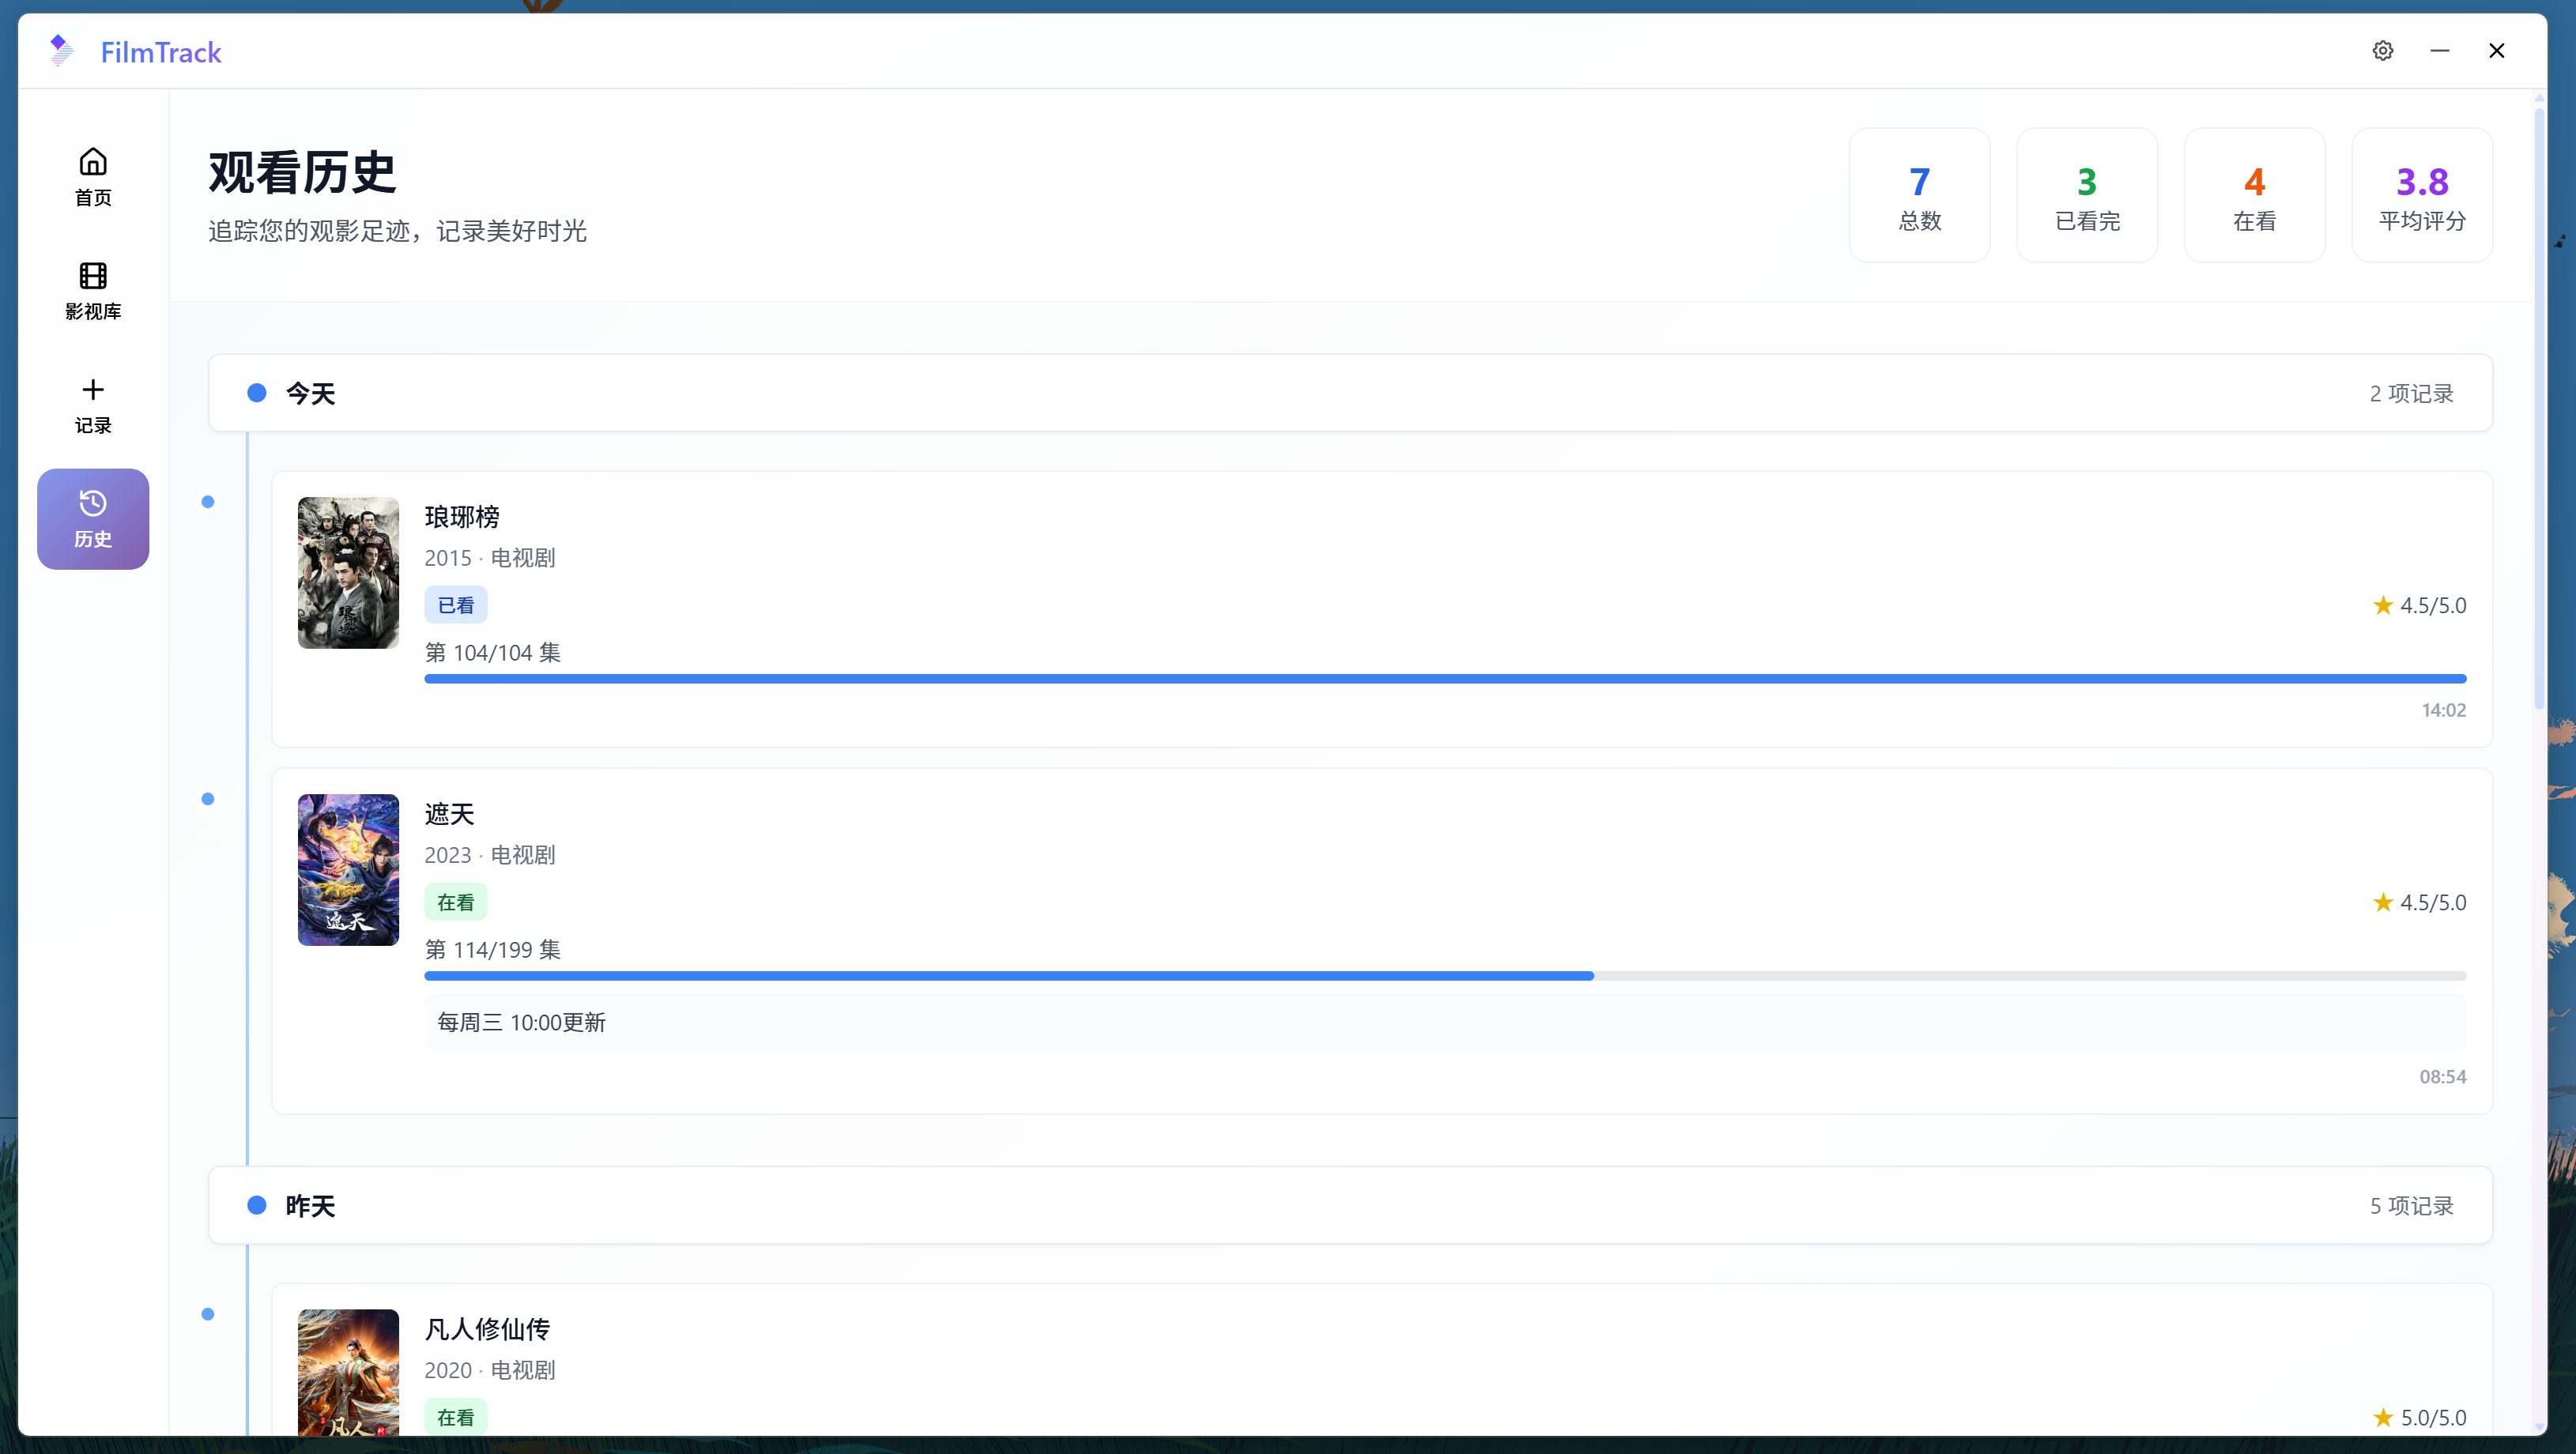 FilmTrack
首页
影视库
记录
历史
观看历史
追踪您的观影足迹，记录美好时光
7
总数
3
已看完
4
在看
3.8
平均评分
今天
2 项记录
琅琊榜
2015 · 电视剧
已看
4.5/5.0
第 104/104 集
14:02
遮天
遮天
2023 · 电视剧
在看
4.5/5.0
第 114/199 集
每周三 10:00更新
08:54
昨天
5 项记录
凡人修仙传
2020 · 电视剧
在看
5.0/5.0
凡人